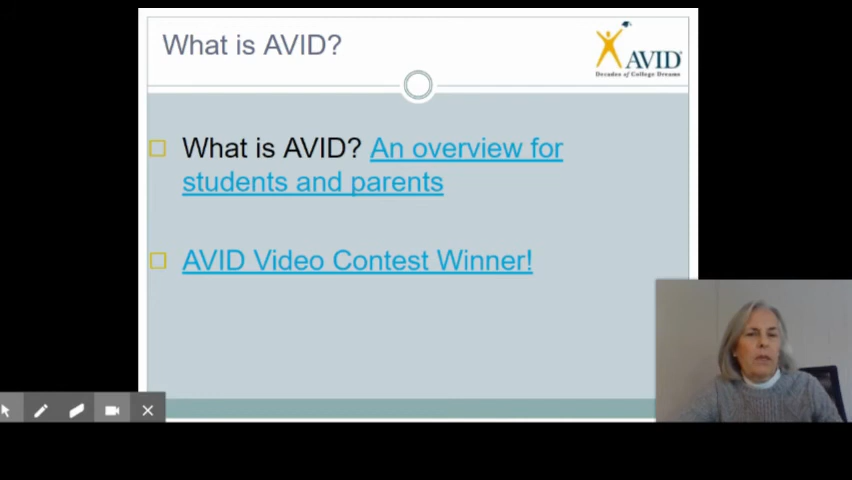 What is AVID?
AVID
Decades of College Dreams
What is AVID? An overview for
students and parents
AVID Video Contest Winner!